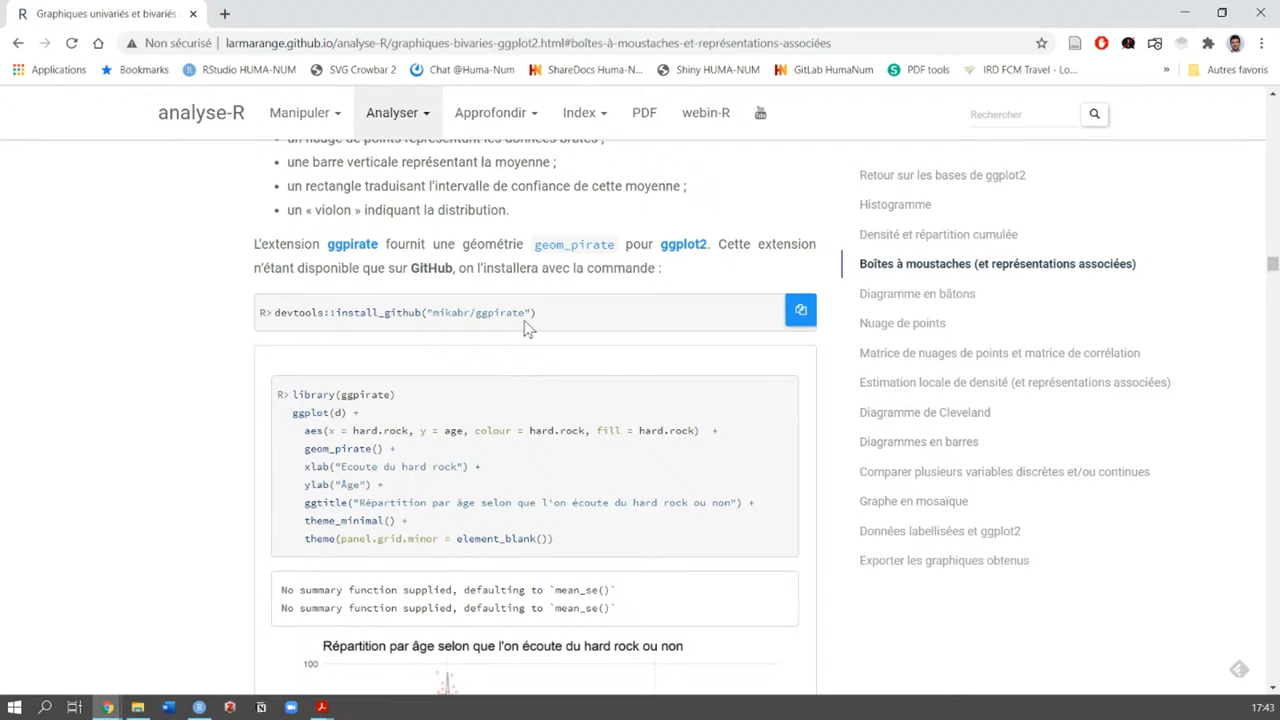 Graphiques univariés et bivariés
Non sécurisé | larmarange.github.io/analyse-R/graphiques-bivaries-ggplot2.html#boîtes-à-moustaches-et-représentations-associées
Applications Bookmarks RStudio HUMA-NUM SVG Crowbar 2 Chat @Huma-Num ShareDocs Huma-N... Shiny HUMA-NUM GitLab HumaNum PDF tools IRD FCM Travel - Lo... » Autres favoris
analyse-R Manipuler Analyser Approfondir Index PDF webin-R Rechercher
un nuage de points représentant les données brutes ;
une barre verticale représentant la moyenne ;
un rectangle traduisant l'intervalle de confiance de cette moyenne ;
un « violon » indiquant la distribution.
L'extension ggpirate fournit une géométrie geom_pirate pour ggplot2. Cette extension
n'étant disponible que sur GitHub, on l'installera avec la commande :
R> devtools::install_github("mikabr/ggpirate")
R> library(ggpirate)
ggplot(d) +
aes(x = hard.rock, y = age, colour = hard.rock, fill = hard.rock) +
geom_pirate() +
xlab("Ecoute du hard rock") +
ylab("Âge") +
ggtitle("Répartition par âge selon que l'on écoute du hard rock ou non") +
theme_minimal() +
theme(panel.grid.minor = element_blank())
No summary function supplied, defaulting to `mean_se()`
No summary function supplied, defaulting to `mean_se()`
Répartition par âge selon que l'on écoute du hard rock ou non
100
Retour sur les bases de ggplot2
Histogramme
Densité et répartition cumulée
Boîtes à moustaches (et représentations associées)
Diagramme en bâtons
Nuage de points
Matrice de nuages de points et matrice de corrélation
Estimation locale de densité (et représentations associées)
Diagramme de Cleveland
Diagrammes en barres
Comparer plusieurs variables discrètes et/ou continues
Graphe en mosaïque
Données labellisées et ggplot2
Exporter les graphiques obtenus
17:43